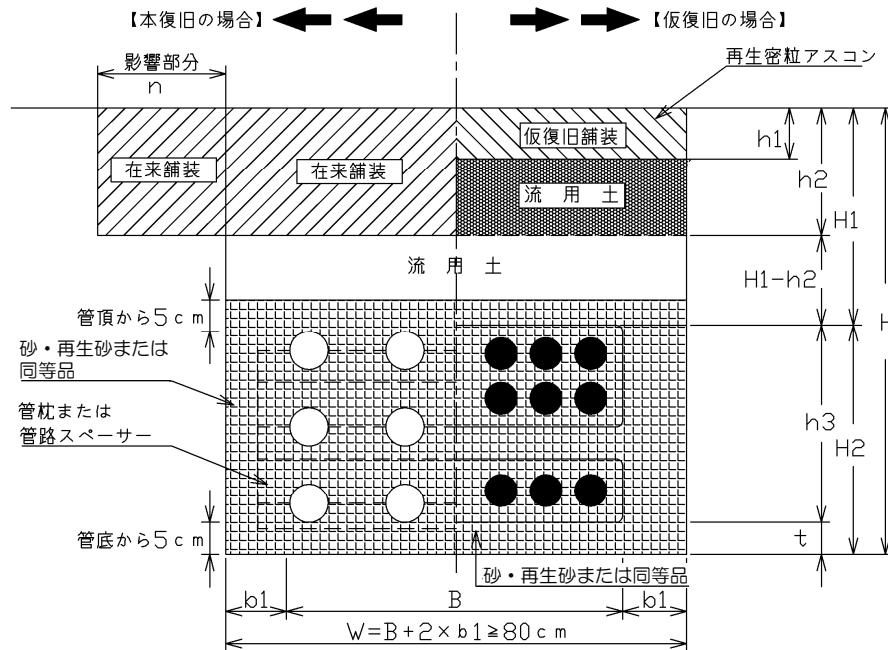 【本復旧の場合】
【仮復旧の場合】
影響部分
n
再生密粒アスコン
仮復旧舗装
h1
在来舗装
在来舗装
流用土
h2
H1
流用土
H1-h2
H
管頂から5cm
砂・再生砂または
同等品
管枕または
管路スペーサー
h3
H2
管底から5cm
t
砂・再生砂または同等品
b1
B
b1
W=B+2×b1≧80cm